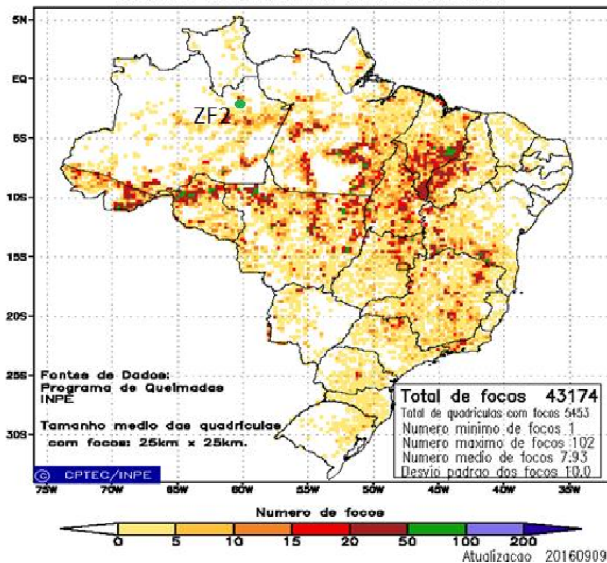 5N
EQ
ZF2
5S
10S
15S
20S
25S
30S
Fontes de Dados:
Programa de Queimadas
INPE
Tamanho medio das quadriculas
com focos: 25km x 25km.
Total de focos 43174
Total de quadriculas com focos 5453
Numero minimo de focos 1
Numero maximo de focos 102
Numero medio de focos 7.93
Desvio padrao dos focos 10.0
© CPTEC/INPE
75W 70W 65W 60W 55W 50W 45W 40W 35W
Numero de focos
0 5 10 15 20 50 100 200
Atualizacao 20160909